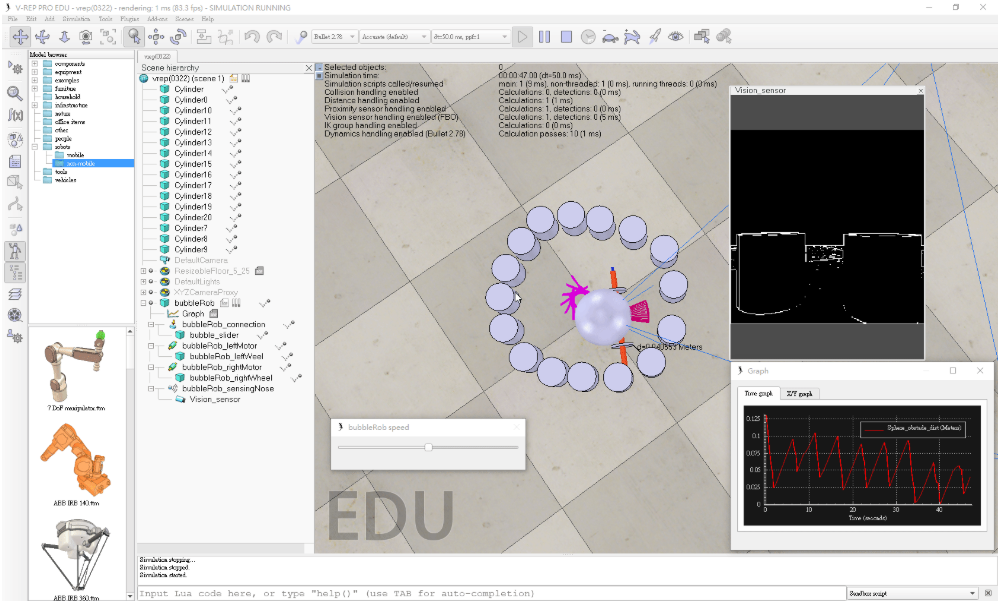 V-REP PRO EDU - vrep(0322) - rendering: 1 ms (83.3 fps) - SIMULATION RUNNING
File Edit Add Simulation Tools Plugins Add-ons Scenes Help
Bullet 2.78 Accurate (default) dt=50.0 ms, ppf=1
Model browser
components
equipment
examples
furniture
household
infrastructure
nature
office items
other
people
robots
mobile
non-mobile
tools
vehicles
7 DoF manipulator.ttm
ABB IRB 140.ttm
ABB IRB 360.ttm
vrep(0322)
Scene hierarchy
vrep(0322) (scene 1)
Cylinder
Cylinder0
Cylinder10
Cylinder11
Cylinder12
Cylinder13
Cylinder14
Cylinder15
Cylinder16
Cylinder17
Cylinder18
Cylinder19
Cylinder20
Cylinder7
Cylinder8
Cylinder9
DefaultCamera
ResizableFloor_5_25
DefaultLights
XYZCameraProxy
bubbleRob
Graph
bubbleRob_connection
bubble_slider
bubbleRob_leftMotor
bubbleRob_leftWeel
bubbleRob_rightMotor
bubbleRob_rightWheel
bubbleRob_sensingNose
Vision_sensor
Selected objects: 0
Simulation time: 00:00:47.00 (dt=50.0 ms)
Simulation scripts called/resumed main: 1 (9 ms), non-threaded: 1 (0 ms), running threads: 0 (0 ms)
Collision handling enabled Calculations: 0, detections: 0 (0 ms)
Distance handling enabled Calculations: 1 (1 ms)
Proximity sensor handling enabled Calculations: 1, detections: 0 (0 ms)
Vision sensor handling enabled (FBO) Calculations: 1, detections: 0 (5 ms)
IK group handling enabled Calculations: 0 (0 ms)
Dynamics handling enabled (Bullet 2.78) Calculation passes: 10 (1 ms)
Meters
bubbleRob speed
EDU
Vision_sensor
Graph
Time graph X/Y graph
Sphere_obstacle_dist (Meters)
0.125
0.1
0.075
0.05
0.025
0
0 10 20 30 40
Time (seconds)
Simulation stopping...
Simulation stopped.
Simulation started.
Input Lua code here, or type "help()" (use TAB for auto-completion)
Sandbox script